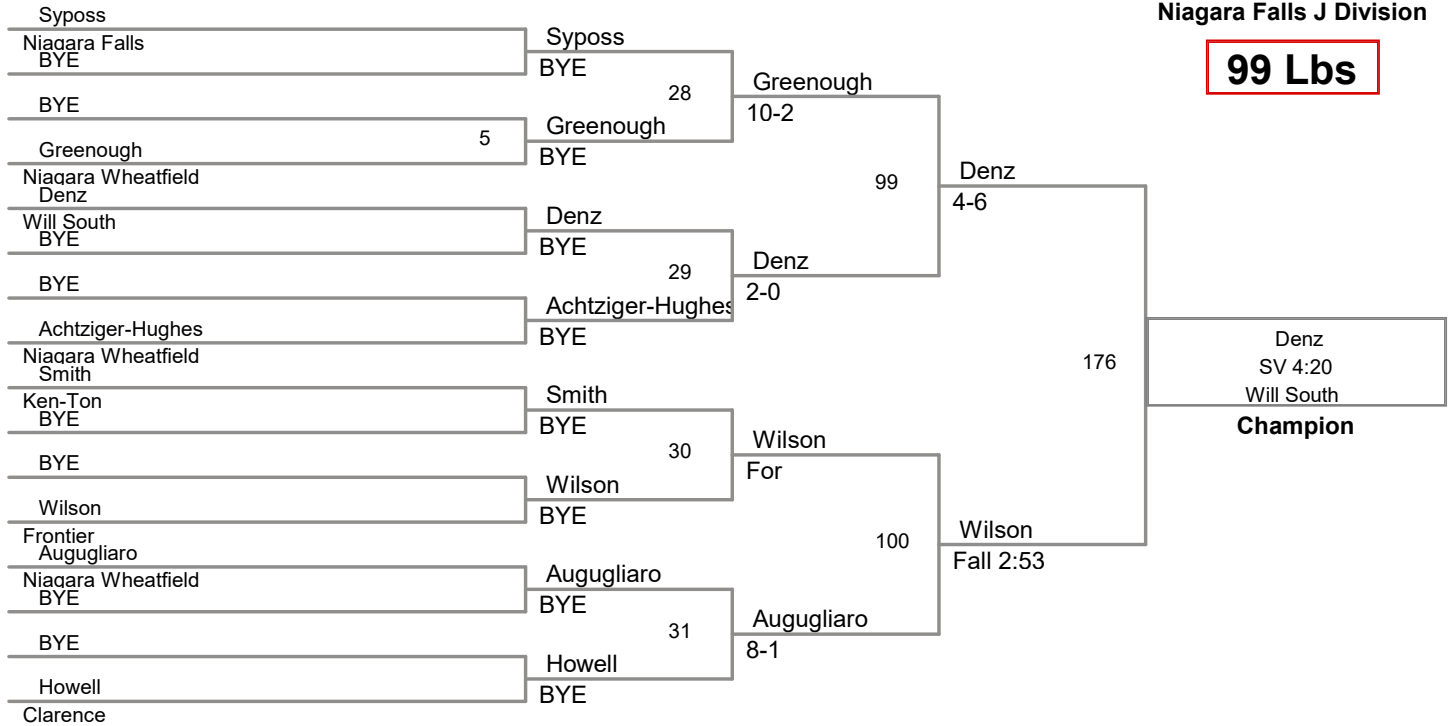 Niagara Falls J Division
99 Lbs
Syposs
Niagara Falls
BYE
BYE
5
Greenough
Niagara Wheatfield
Denz
Will South
BYE
BYE
Achtziger-Hughes
Niagara Wheatfield
Smith
Ken-Ton
BYE
BYE
Wilson
Frontier
Augugliaro
Niagara Wheatfield
BYE
BYE
Howell
Clarence
Syposs
BYE
28
Greenough
BYE
Denz
BYE
29
Achtziger-Hughes
BYE
Smith
BYE
30
Wilson
BYE
Augugliaro
BYE
31
Howell
BYE
Greenough
10-2
99
Denz
2-0
Wilson
For
100
Augugliaro
8-1
Denz
4-6
176
Wilson
Fall 2:53
Denz
SV 4:20
Will South
Champion